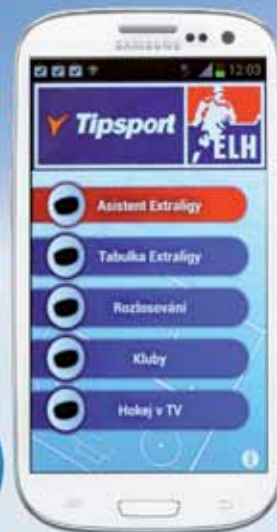 SAMSUNG
12:03
Tipsport
ELH
Asistent Extraligy
Tabulka Extraligy
Rozlosování
Kluby
Hokej v TV
i